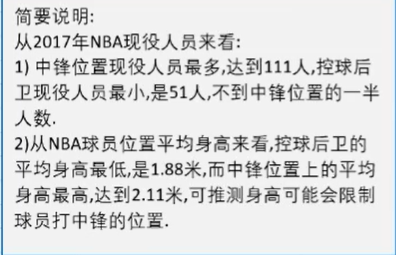 简要说明:
从2017年NBA现役人员来看:
1) 中锋位置现役人员最多,达到111人,控球后
卫现役人员最小,是51人,不到中锋位置的一半
人数.
2)从NBA球员位置平均身高来看,控球后卫的
平均身高最低,是1.88米,而中锋位置上的平均
身高最高,达到2.11米,可推测身高可能会限制
球员打中锋的位置.